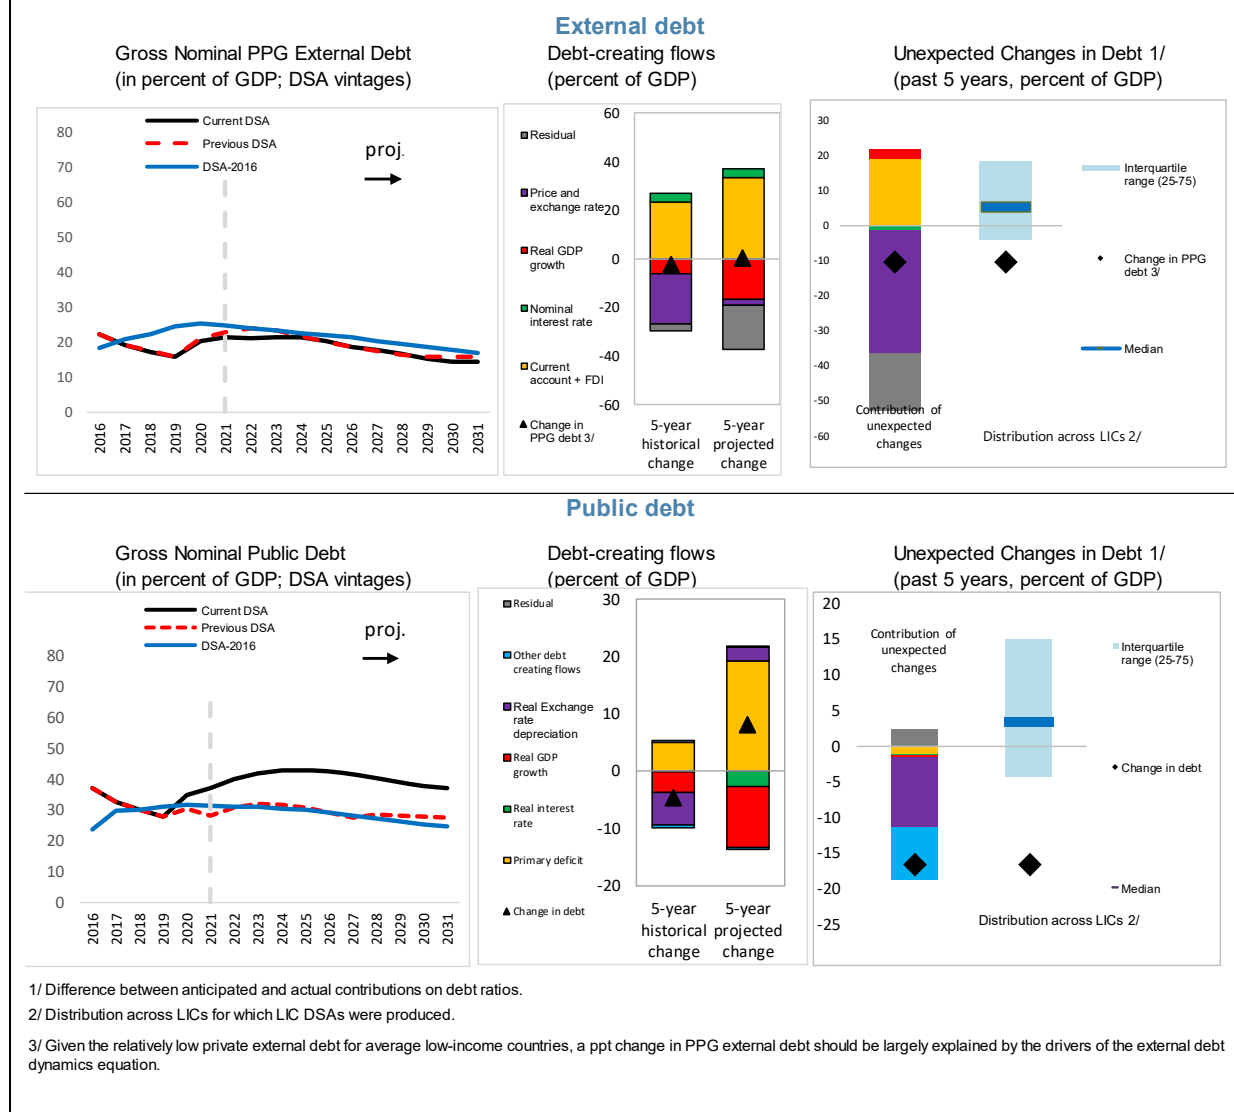 External debt
Gross Nominal PPG External Debt
(in percent of GDP; DSA vintages)
Debt-creating flows
(percent of GDP)
Unexpected Changes in Debt 1/
(past 5 years, percent of GDP)
Current DSA
Previous DSA
DSA-2016
proj.
80
70
60
50
40
30
20
10
0
2016
2017
2018
2019
2020
2021
2022
2023
2024
2025
2026
2027
2028
2029
2030
2031
Residual
Price and
exchange rate
Real GDP
growth
Nominal
interest rate
Current
account + FDI
Change in
PPG debt 3/
60
40
20
0
-20
-40
-60
5-year
historical
change
5-year
projected
change
30
20
10
0
-10
-20
-30
-40
-50
-60
Contribution of
unexpected
changes
Distribution across LICs 2/
Interquartile
range (25-75)
Change in PPG
debt 3/
Median
Public debt
Gross Nominal Public Debt
(in percent of GDP; DSA vintages)
Debt-creating flows
(percent of GDP)
Unexpected Changes in Debt 1/
(past 5 years, percent of GDP)
Current DSA
Previous DSA
DSA-2016
proj.
80
70
60
50
40
30
20
10
0
2016
2017
2018
2019
2020
2021
2022
2023
2024
2025
2026
2027
2028
2029
2030
2031
Residual
Other debt
creating flows
Real Exchange
rate
depreciation
Real GDP
growth
Real interest
rate
Primary deficit
Change in debt
30
20
10
0
-10
-20
5-year
historical
change
5-year
projected
change
20
15
10
5
0
-5
-10
-15
-20
-25
Contribution of
unexpected
changes
Distribution across LICs 2/
Interquartile
range (25-75)
Change in debt
Median
1/ Difference between anticipated and actual contributions on debt ratios.
2/ Distribution across LICs for which LIC DSAs were produced.
3/ Given the relatively low private external debt for average low-income countries, a ppt change in PPG external debt should be largely explained by the drivers of the external debt
dynamics equation.